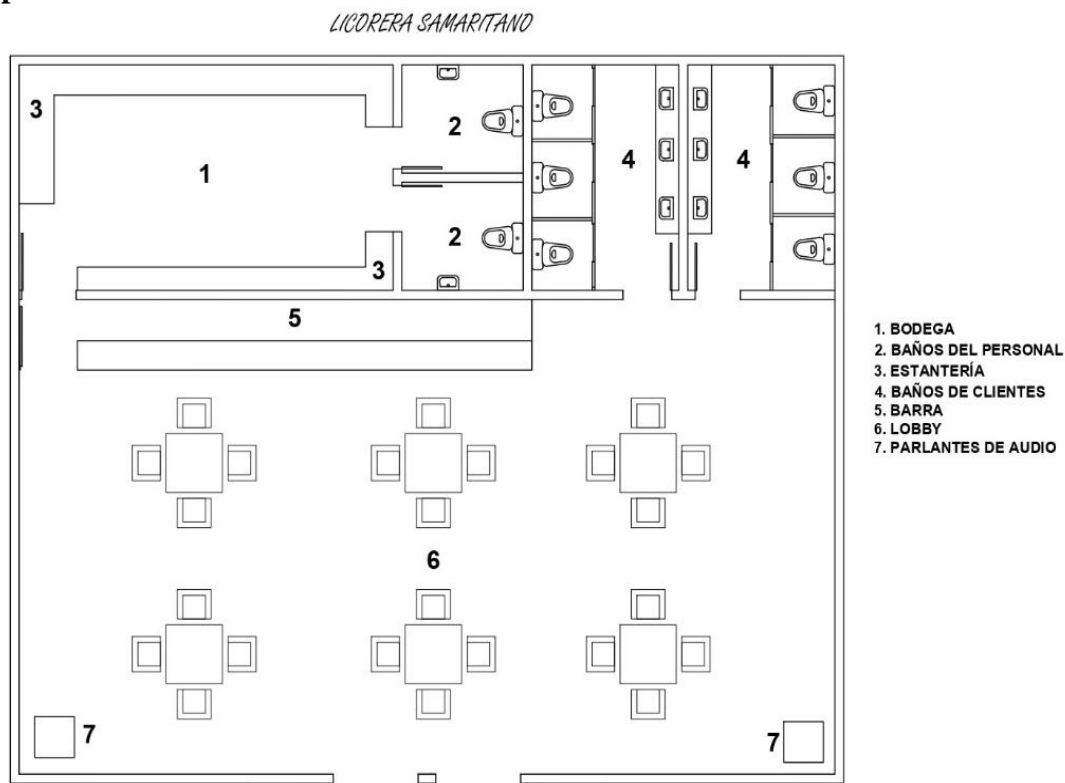 LICORERA SAMARITANO
3
2
1
4
4
2
3
5
1. BODEGA
2. BAÑOS DEL PERSONAL
3. ESTANTERÍA
4. BAÑOS DE CLIENTES
5. BARRA
6. LOBBY
7. PARLANTES DE AUDIO
6
7
7